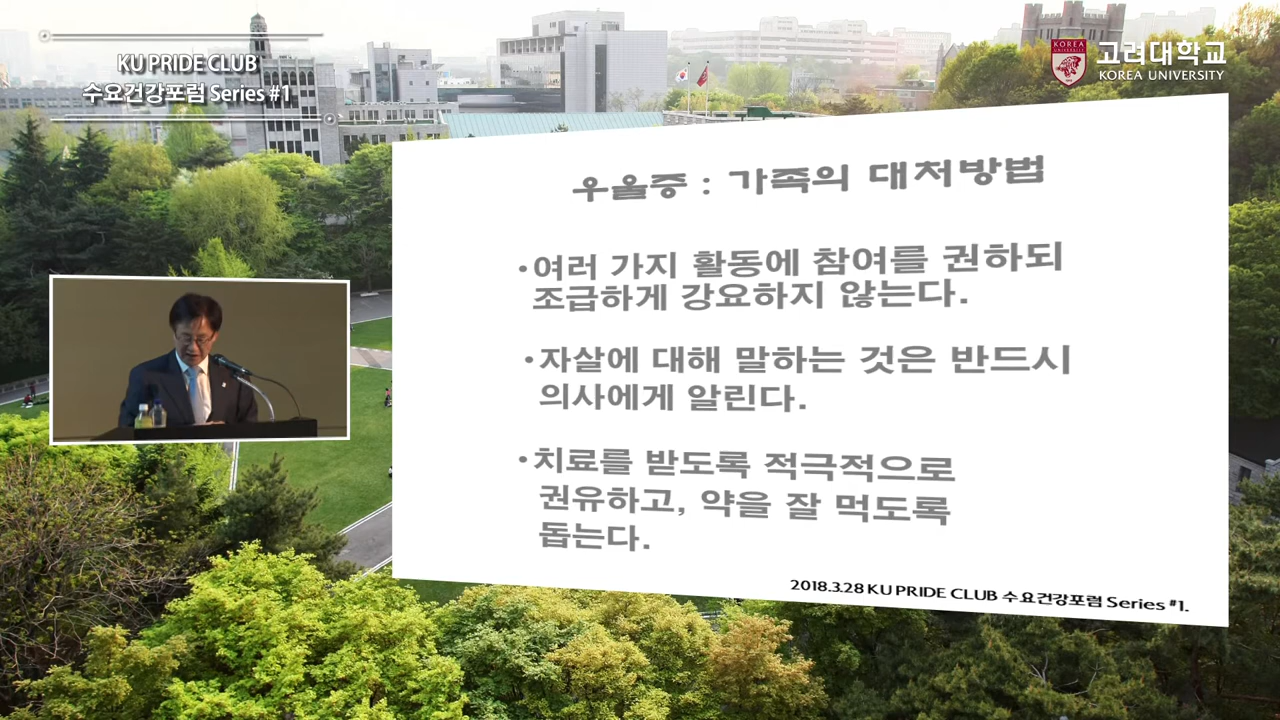 KU PRIDE CLUB
수요건강포럼 Series #1
KOREA
UNIVERSITY
고려대학교
KOREA UNIVERSITY
우울증 : 가족의 대처방법
•여러 가지 활동에 참여를 권하되
조급하게 강요하지 않는다.
•자살에 대해 말하는 것은 반드시
의사에게 알린다.
•치료를 받도록 적극적으로
권유하고, 약을 잘 먹도록
돕는다.
2018.3.28 KU PRIDE CLUB 수요건강포럼 Series #1.